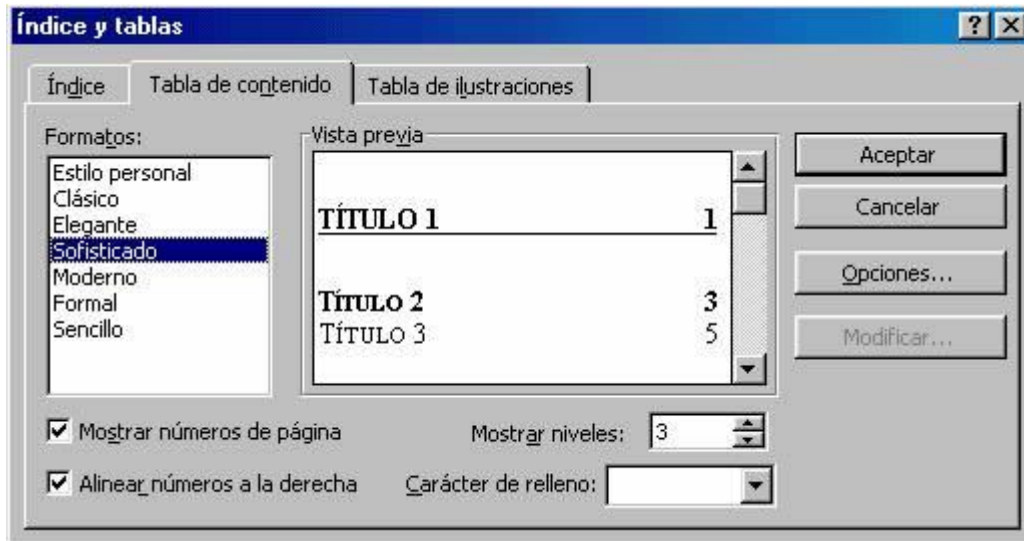 Índice y tablas
Índice
Tabla de contenido
Tabla de ilustraciones
Formatos:
Estilo personal
Clásico
Elegante
Sofisticado
Moderno
Formal
Sencillo
Vista previa
TÍTULO 1 1
TÍTULO 2 3
TÍTULO 3 5
Aceptar
Cancelar
Opciones...
Modificar...
Mostrar números de página
Mostrar niveles: 3
Alinear números a la derecha
Carácter de relleno: